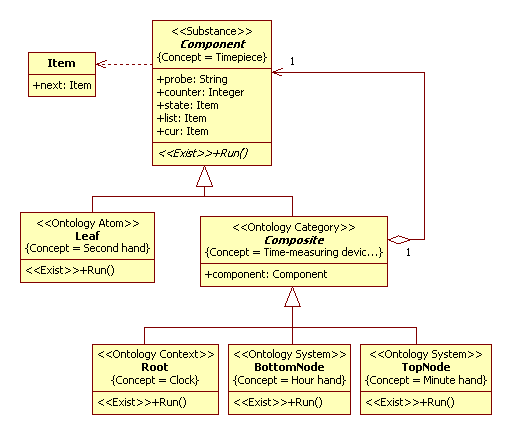 <<Substance>>
Component
{Concept = Timepiece}
+probe: String
+counter: Integer
+state: Item
+list: Item
+cur: Item
<<Exist>>+Run()
Item
+next: Item
1
<<Ontology Atom>>
Leaf
{Concept = Second hand}
<<Exist>>+Run()
<<Ontology Category>>
Composite
{Concept = Time-measuring devic...}
+component: Component
1
<<Ontology Context>>
Root
{Concept = Clock}
<<Exist>>+Run()
<<Ontology System>>
BottomNode
{Concept = Hour hand}
<<Exist>>+Run()
<<Ontology System>>
TopNode
{Concept = Minute hand}
<<Exist>>+Run()